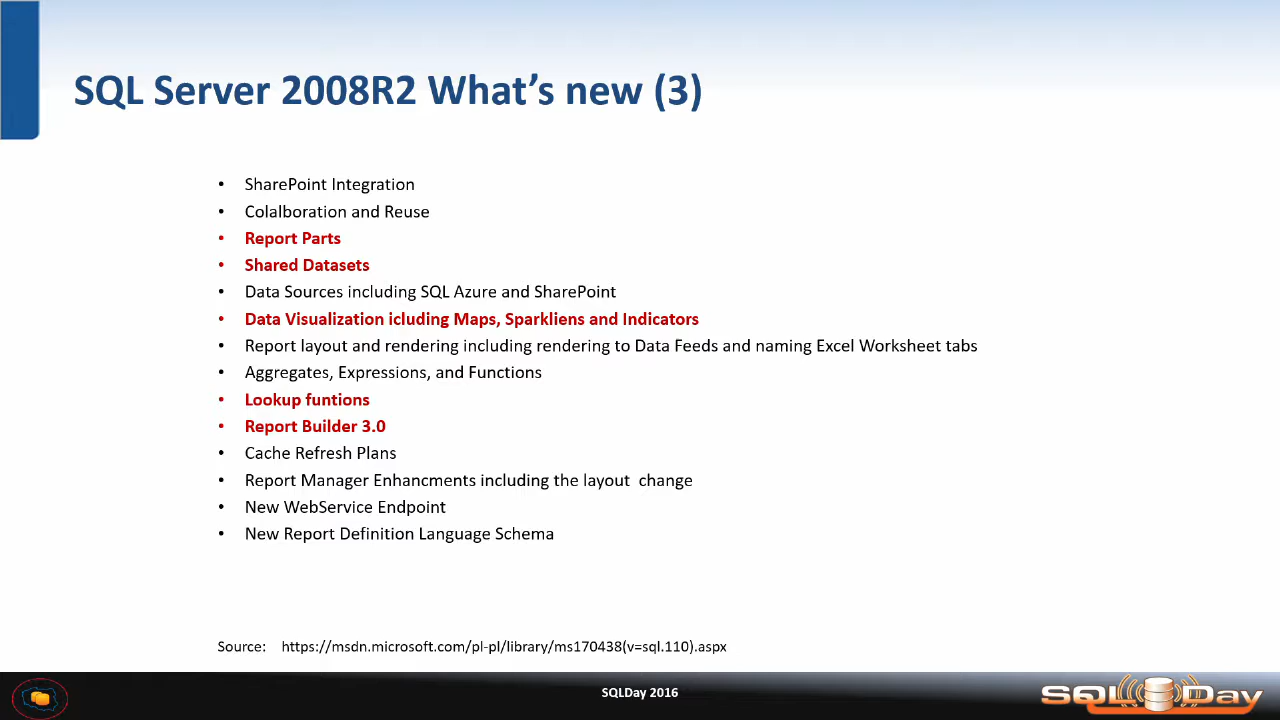 SQL Server 2008R2 What's new (3)
• SharePoint Integration
• Colalboration and Reuse
• Report Parts
• Shared Datasets
• Data Sources including SQL Azure and SharePoint
• Data Visualization icluding Maps, Sparkliens and Indicators
• Report layout and rendering including rendering to Data Feeds and naming Excel Worksheet tabs
• Aggregates, Expressions, and Functions
• Lookup funtions
• Report Builder 3.0
• Cache Refresh Plans
• Report Manager Enhancments including the layout change
• New WebService Endpoint
• New Report Definition Language Schema
Source: https://msdn.microsoft.com/pl-pl/library/ms170438(v=sql.110).aspx
SQLDay 2016
SQL Day